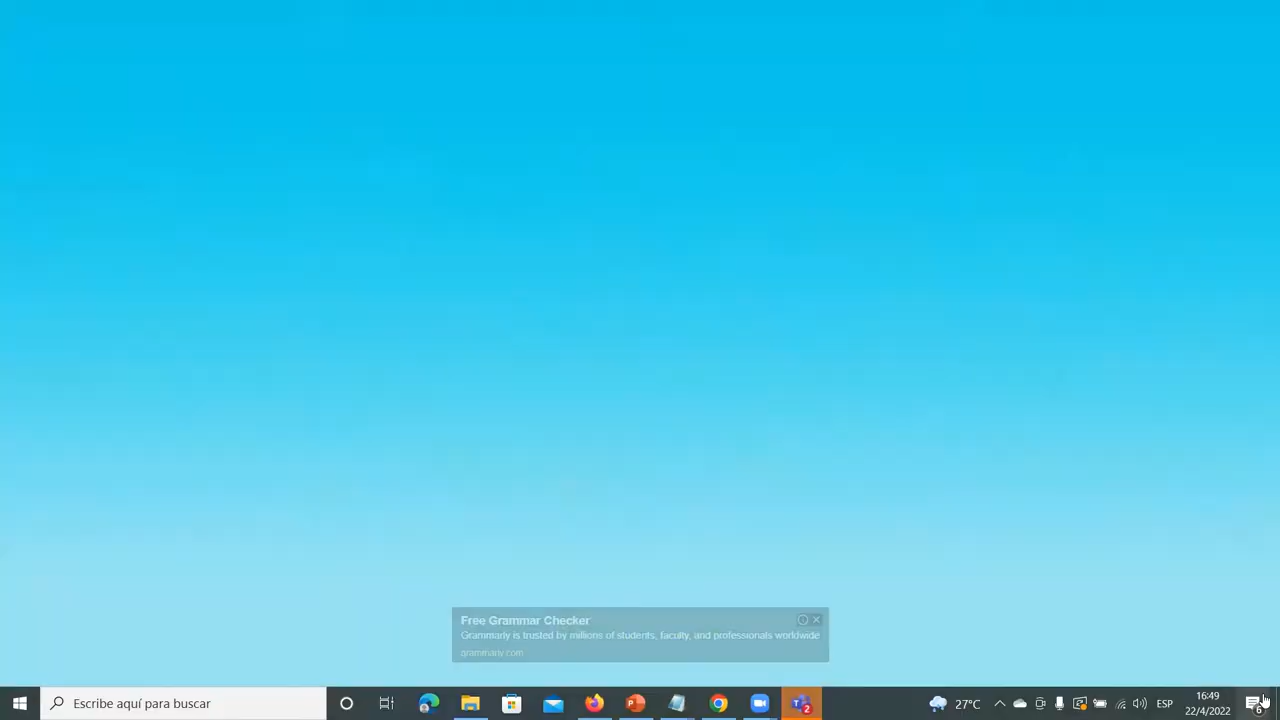 Free Grammar Checker
Grammarly is trusted by millions of students, faculty, and professionals worldwide
grammarly.com
Escribe aquí para buscar
2
27°C
ESP
16:49
22/4/2022